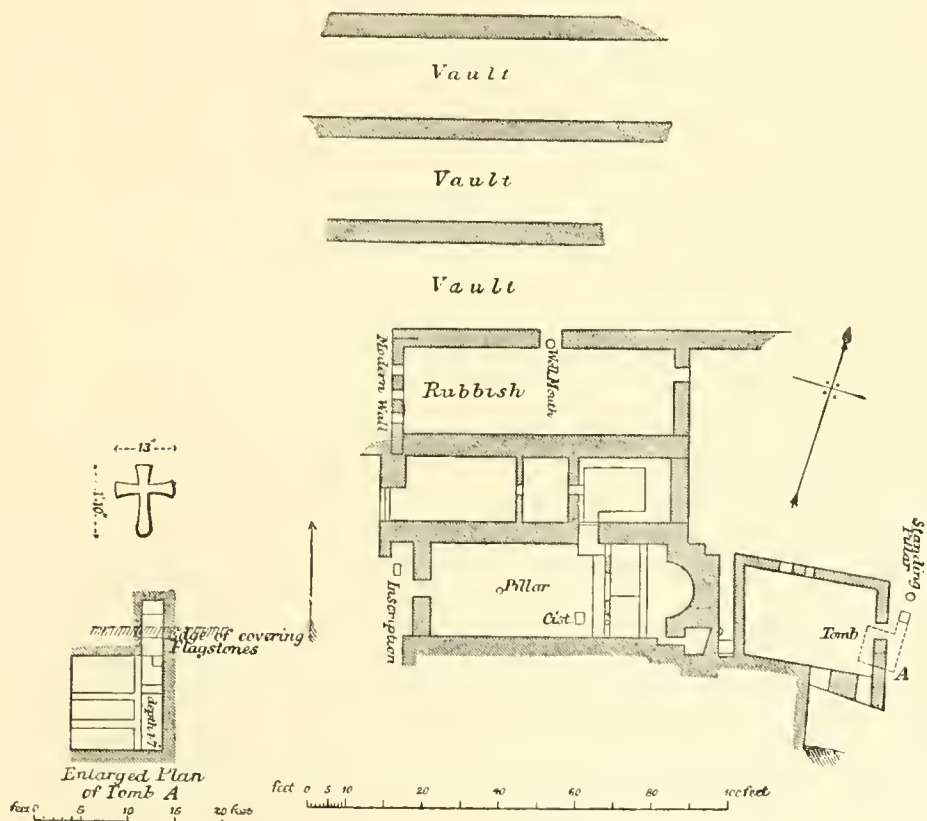 Vault
Vault
Vault
Modern Wall
Well Mouth
Rubbish
13"
1' 10"
Standing
Pillar
Inscription
Pillar
Cist
Tomb
A
Edge of covering
Flagstones
depth 1·7
Enlarged Plan
of Tomb A
feet 0 5 10 15 20 feet
feet 0 5 10 20 40 60 80 100 feet